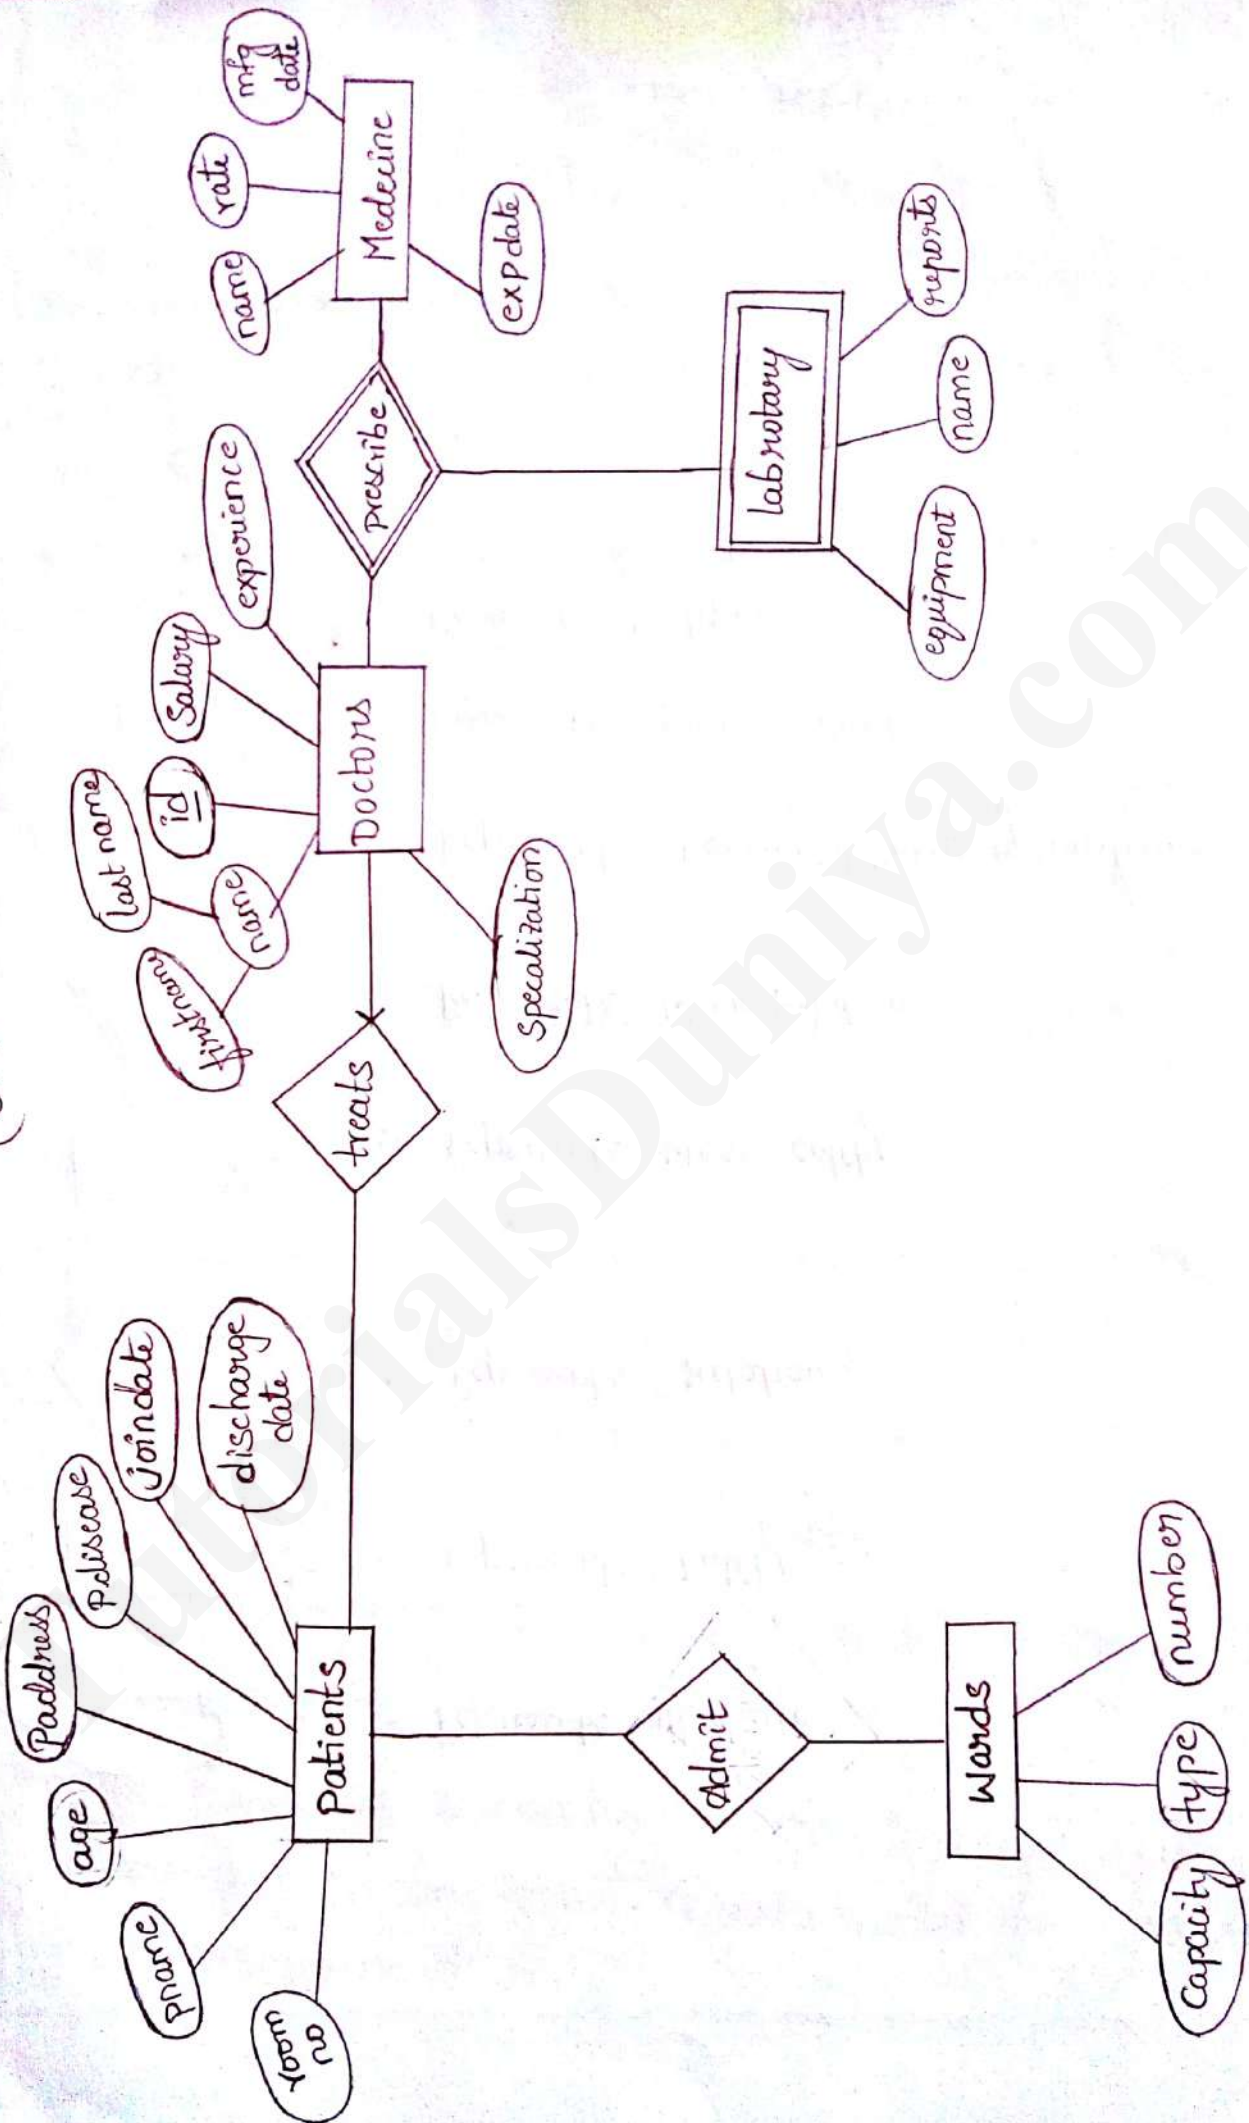 pname
age
Paddress
Pdisease
joindate
discharge
date
room
no
Patients
Admit
Wards
Capacity
type
number
treats
firstname
last name
name
id
Salary
experience
Doctors
Specalization
prescribe
name
rate
mfg
date
Medecine
expdate
labrotary
equipment
name
reports
TutorialsDuniya.com